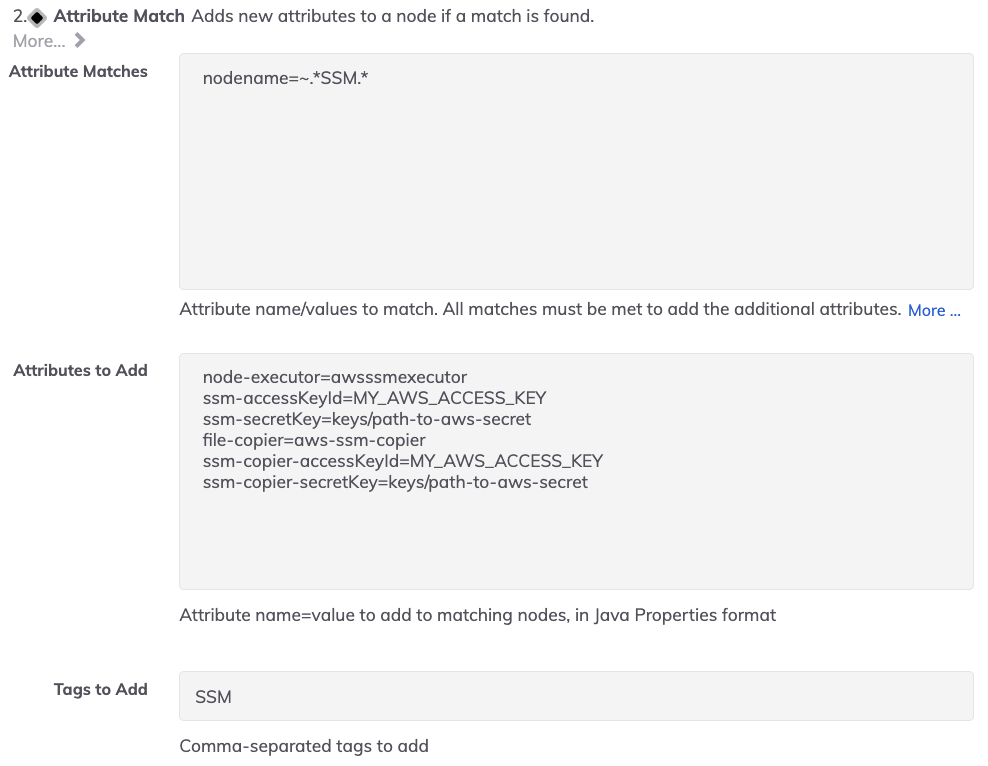 2. Attribute Match Adds new attributes to a node if a match is found.
More...
Attribute Matches
nodename=~.*SSM.*
Attribute name/values to match. All matches must be met to add the additional attributes. More ...
Attributes to Add
node-executor=awsssmexecutor
ssm-accessKeyId=MY_AWS_ACCESS_KEY
ssm-secretKey=keys/path-to-aws-secret
file-copier=aws-ssm-copier
ssm-copier-accessKeyId=MY_AWS_ACCESS_KEY
ssm-copier-secretKey=keys/path-to-aws-secret
Attribute name=value to add to matching nodes, in Java Properties format
Tags to Add
SSM
Comma-separated tags to add